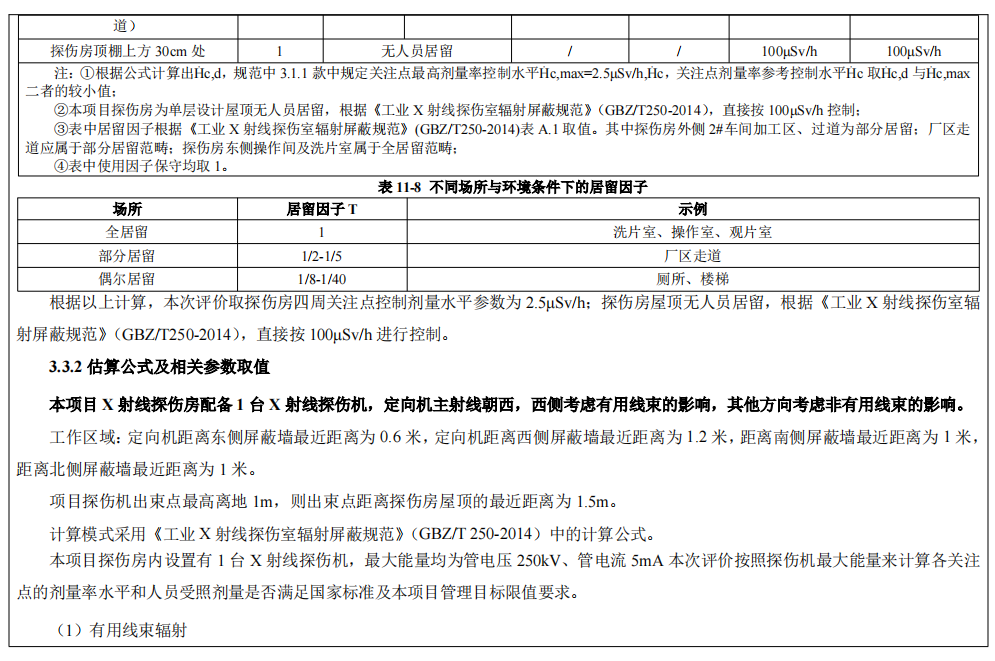 道）
探伤房顶棚上方 30cm 处 1 无人员居留 / / 100μSv/h 100μSv/h
注：①根据公式计算出Ḣc,d，规范中 3.1.1 款中规定关注点最高剂量率控制水平Ḣc,max=2.5μSv/h,Ḣc，关注点剂量率参考控制水平Ḣc 取Ḣc,d 与Ḣc,max
二者的较小值；
②本项目探伤房为单层设计屋顶无人员居留，根据《工业 X 射线探伤室辐射屏蔽规范》（GBZ/T250-2014），直接按 100μSv/h 控制；
③表中居留因子根据《工业 X 射线探伤室辐射屏蔽规范》(GBZ/T250-2014)表 A.1 取值。其中探伤房外侧 2#车间加工区、过道为部分居留；厂区走
道应属于部分居留范畴；探伤房东侧操作间及洗片室属于全居留范畴；
④表中使用因子保守均取 1。
表 11-8 不同场所与环境条件下的居留因子
场所 居留因子 T 示例
全居留 1 洗片室、操作室、观片室
部分居留 1/2-1/5 厂区走道
偶尔居留 1/8-1/40 厕所、楼梯
根据以上计算，本次评价取探伤房四周关注点控制剂量水平参数为 2.5μSv/h；探伤房屋顶无人员居留，根据《工业 X 射线探伤室辐
射屏蔽规范》（GBZ/T250-2014），直接按 100μSv/h 进行控制。
3.3.2 估算公式及相关参数取值
本项目 X 射线探伤房配备 1 台 X 射线探伤机，定向机主射线朝西，西侧考虑有用线束的影响，其他方向考虑非有用线束的影响。
工作区域：定向机距离东侧屏蔽墙最近距离为 0.6 米，定向机距离西侧屏蔽墙最近距离为 1.2 米，距离南侧屏蔽墙最近距离为 1 米，
距离北侧屏蔽墙最近距离为 1 米。
项目探伤机出束点最高离地 1m，则出束点距离探伤房屋顶的最近距离为 1.5m。
计算模式采用《工业 X 射线探伤室辐射屏蔽规范》（GBZ/T 250-2014）中的计算公式。
本项目探伤房内设置有 1 台 X 射线探伤机，最大能量均为管电压 250kV、管电流 5mA 本次评价按照探伤机最大能量来计算各关注
点的剂量率水平和人员受照剂量是否满足国家标准及本项目管理目标限值要求。
（1）有用线束辐射